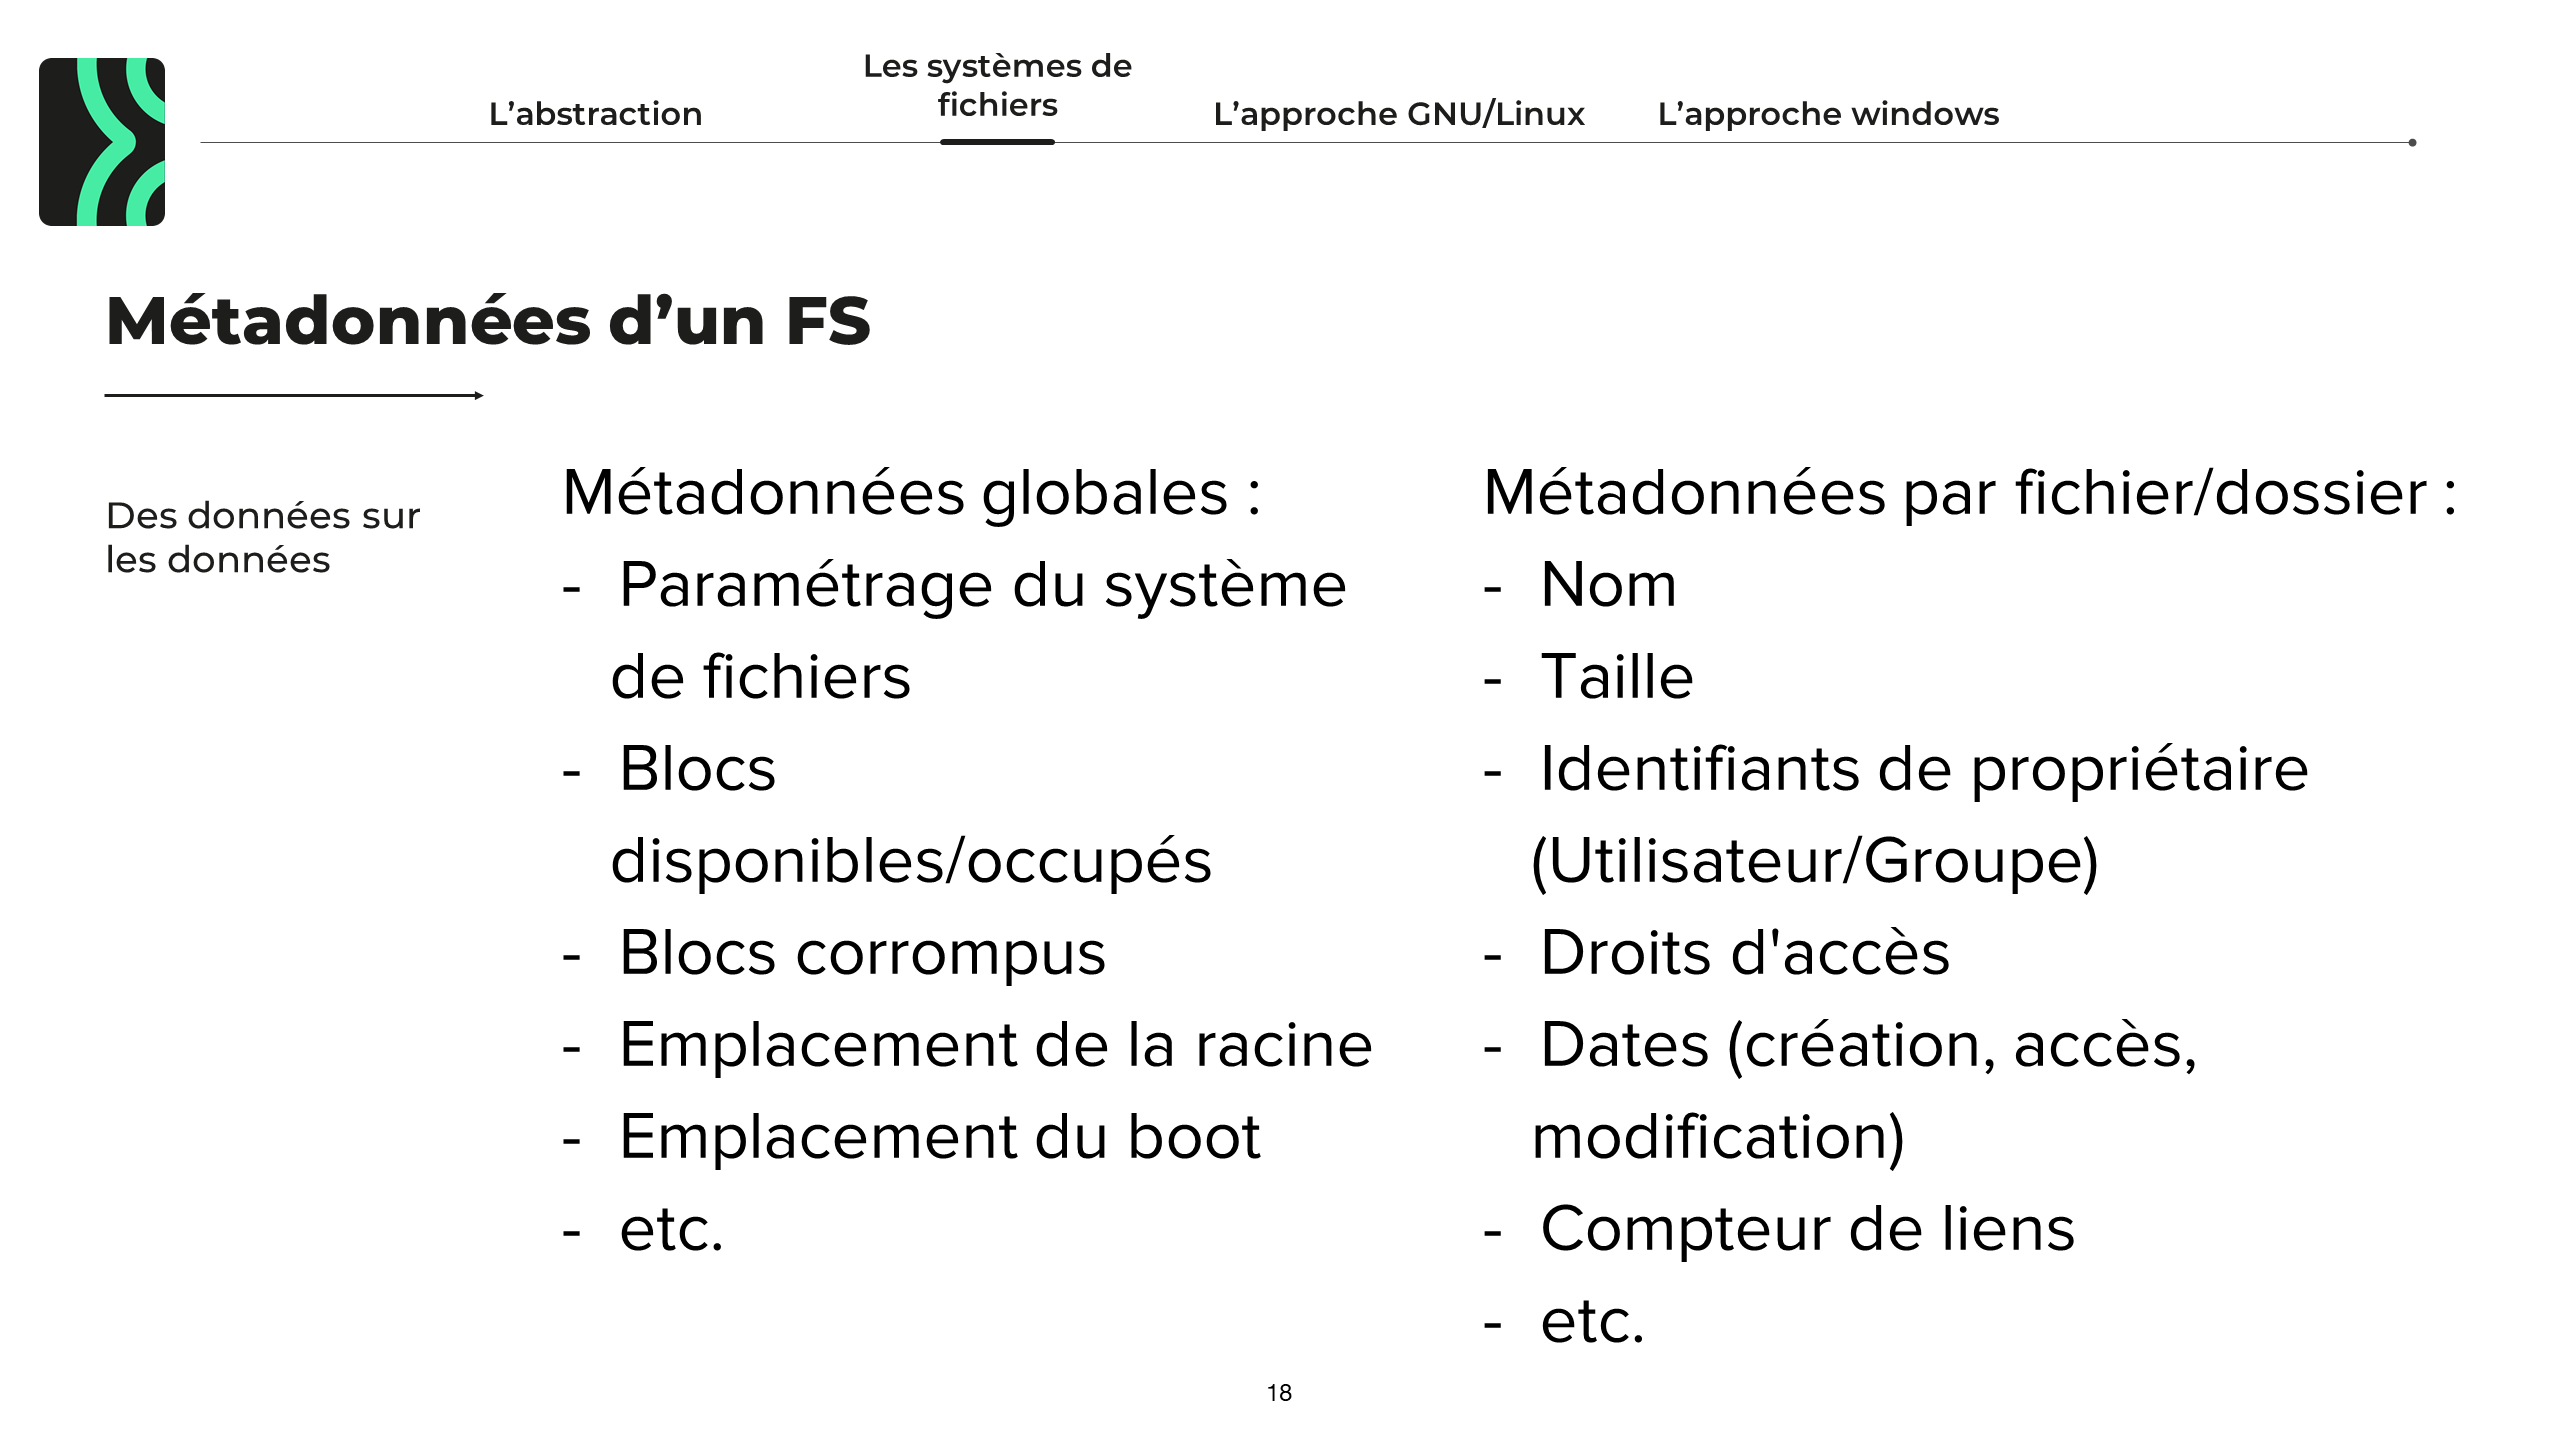 L’abstraction
Les systèmes de
fichiers
L’approche GNU/Linux
L’approche windows
Métadonnées d’un FS
Des données sur
les données
Métadonnées globales :
- Paramétrage du système
de fichiers
- Blocs
disponibles/occupés
- Blocs corrompus
- Emplacement de la racine
- Emplacement du boot
- etc.
Métadonnées par fichier/dossier :
- Nom
- Taille
- Identifiants de propriétaire
(Utilisateur/Groupe)
- Droits d'accès
- Dates (création, accès,
modification)
- Compteur de liens
- etc.
18